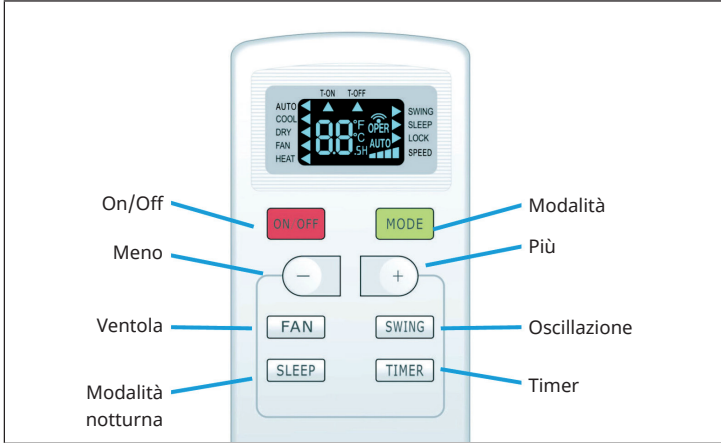 T-ON T-OFF
AUTO
COOL
DRY
FAN
HEAT
88 °F °C .5H
OPER
AUTO
SWING
SLEEP
LOCK
SPEED
On/Off
ON OFF
MODE
Modalità
Meno
−
+
Più
Ventola
FAN
SWING
Oscillazione
Modalità
notturna
SLEEP
TIMER
Timer